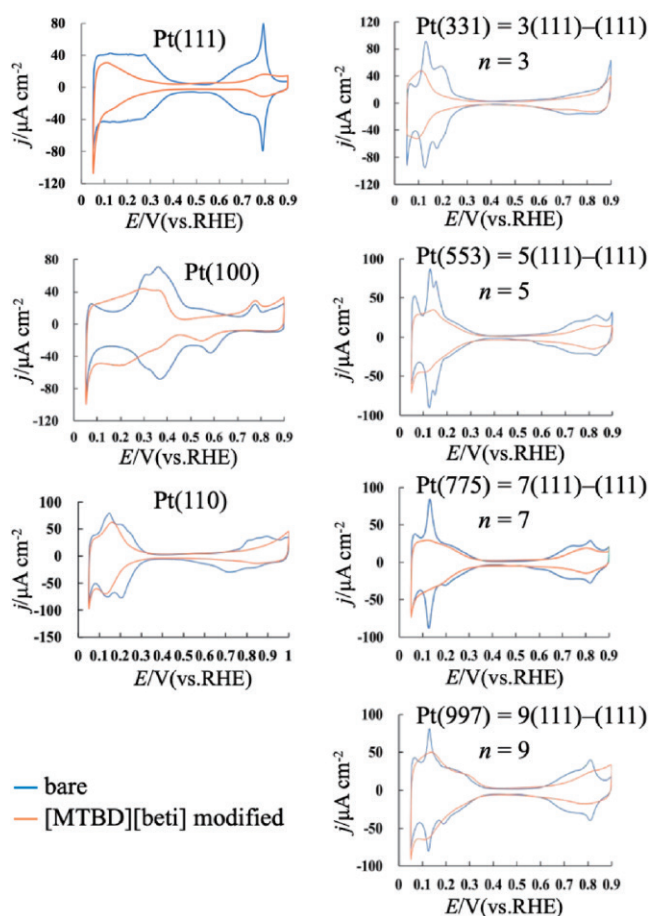 Pt(111)
80
40
0
-40
-80
-120
j/μA cm-2
0 0.1 0.2 0.3 0.4 0.5 0.6 0.7 0.8 0.9
E/V(vs.RHE)
Pt(331) = 3(111)–(111)
n = 3
120
80
40
0
-40
-80
-120
j/μA cm-2
0 0.1 0.2 0.3 0.4 0.5 0.6 0.7 0.8 0.9
E/V(vs.RHE)
Pt(100)
80
40
0
-40
-80
-120
j/μA cm-2
0 0.1 0.2 0.3 0.4 0.5 0.6 0.7 0.8 0.9
E/V(vs.RHE)
Pt(553) = 5(111)–(111)
n = 5
100
50
0
-50
-100
j/μA cm-2
0 0.1 0.2 0.3 0.4 0.5 0.6 0.7 0.8 0.9
E/V(vs.RHE)
Pt(110)
100
50
0
-50
-100
-150
j/μA cm-2
0 0.1 0.2 0.3 0.4 0.5 0.6 0.7 0.8 0.9 1
E/V(vs.RHE)
Pt(775) = 7(111)–(111)
n = 7
100
50
0
-50
-100
j/μA cm-2
0 0.1 0.2 0.3 0.4 0.5 0.6 0.7 0.8 0.9
E/V(vs.RHE)
Pt(997) = 9(111)–(111)
n = 9
100
50
0
-50
-100
j/μA cm-2
0 0.1 0.2 0.3 0.4 0.5 0.6 0.7 0.8 0.9
E/V(vs.RHE)
bare
[MTBD][beti] modified